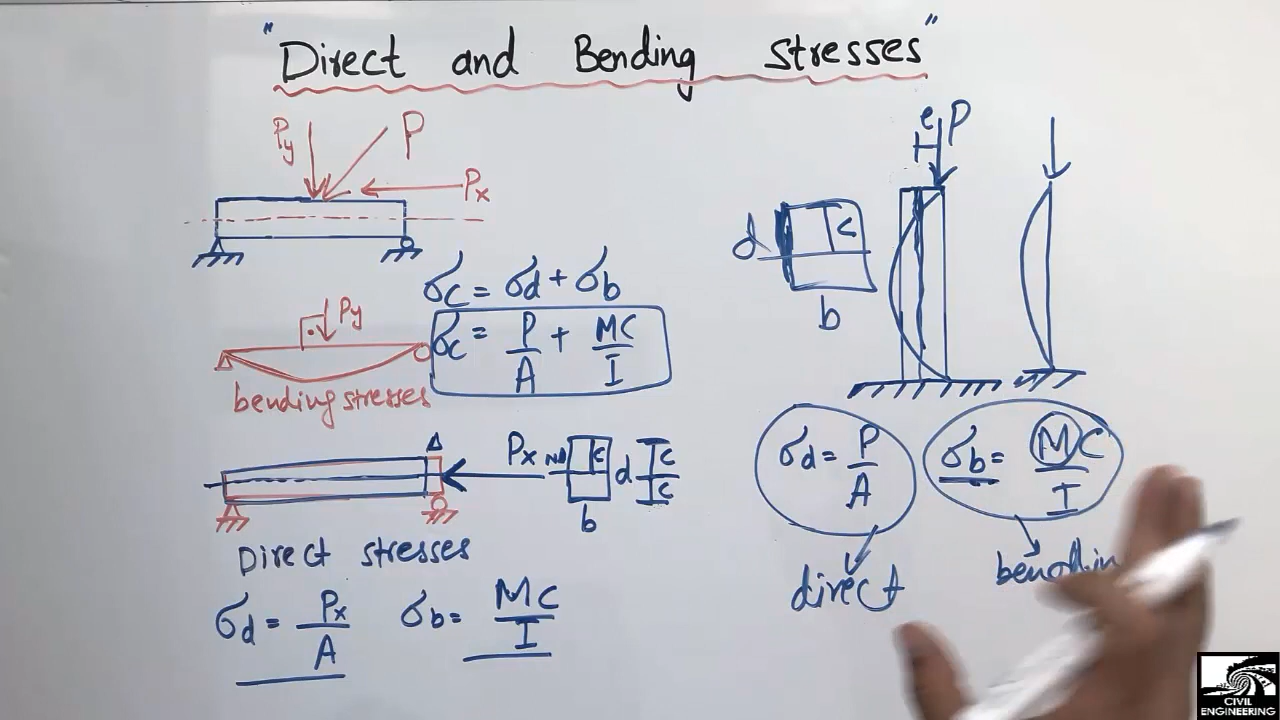 "Direct and Bending stresses"
Py P Px
σc = σd + σb
σc = P/A + MC/I
Py
bending stresses
Px
C
d
C
C
b
Direct stresses
σd = Px/A σb = MC/I
e P
d C
b
σd = P/A
σb = MC/I
direct
CIVIL
ENGINEERING